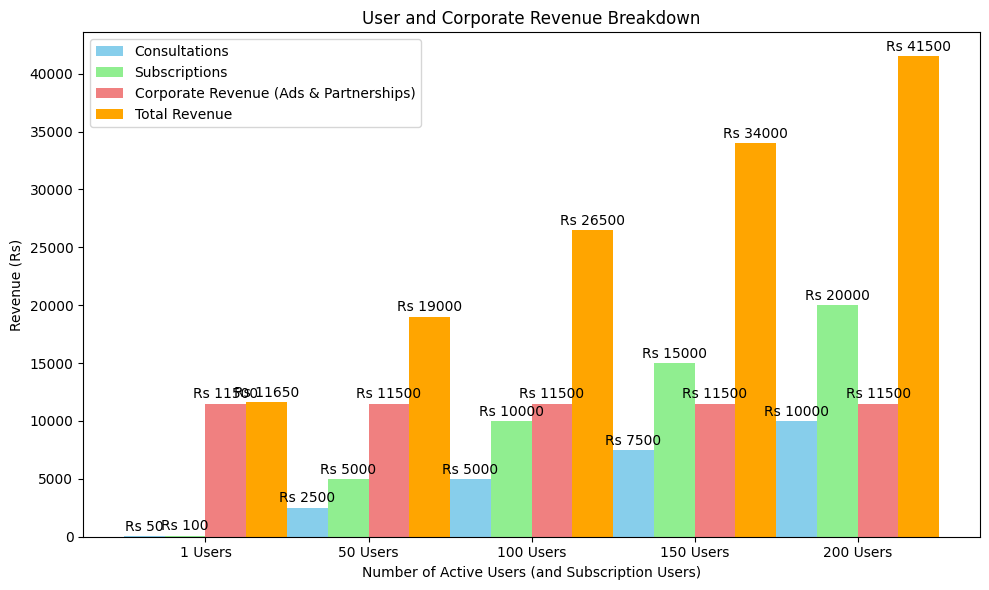 User and Corporate Revenue Breakdown
Consultations
Subscriptions
Corporate Revenue (Ads & Partnerships)
Total Revenue
Revenue (Rs)
40000
35000
30000
25000
20000
15000
10000
5000
0
Rs 50
Rs 100
Rs 11500
Rs 11650
Rs 2500
Rs 5000
Rs 11500
Rs 19000
Rs 5000
Rs 10000
Rs 11500
Rs 26500
Rs 7500
Rs 15000
Rs 11500
Rs 34000
Rs 10000
Rs 20000
Rs 11500
Rs 41500
1 Users
50 Users
100 Users
150 Users
200 Users
Number of Active Users (and Subscription Users)